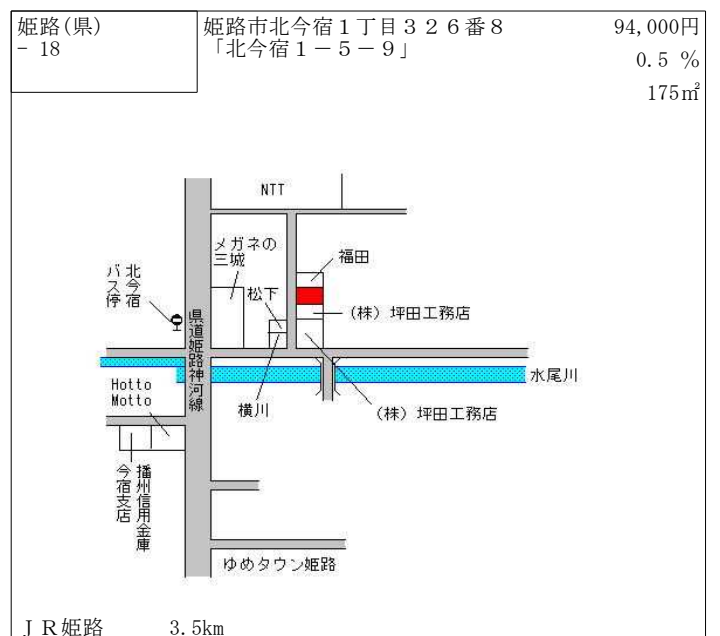 姫路(県)
- 18
姫路市北今宿１丁目３２６番８
「北今宿１－５－９」
94,000円
0.5 %
175㎡
NTT
メガネの
三城
福田
北今宿
バス停
松下
(株) 坪田工務店
県道姫路神河線
水尾川
Hotto
Motto
横川
(株) 坪田工務店
播州信用金庫
今宿支店
ゆめタウン姫路
ＪＲ姫路 3.5km